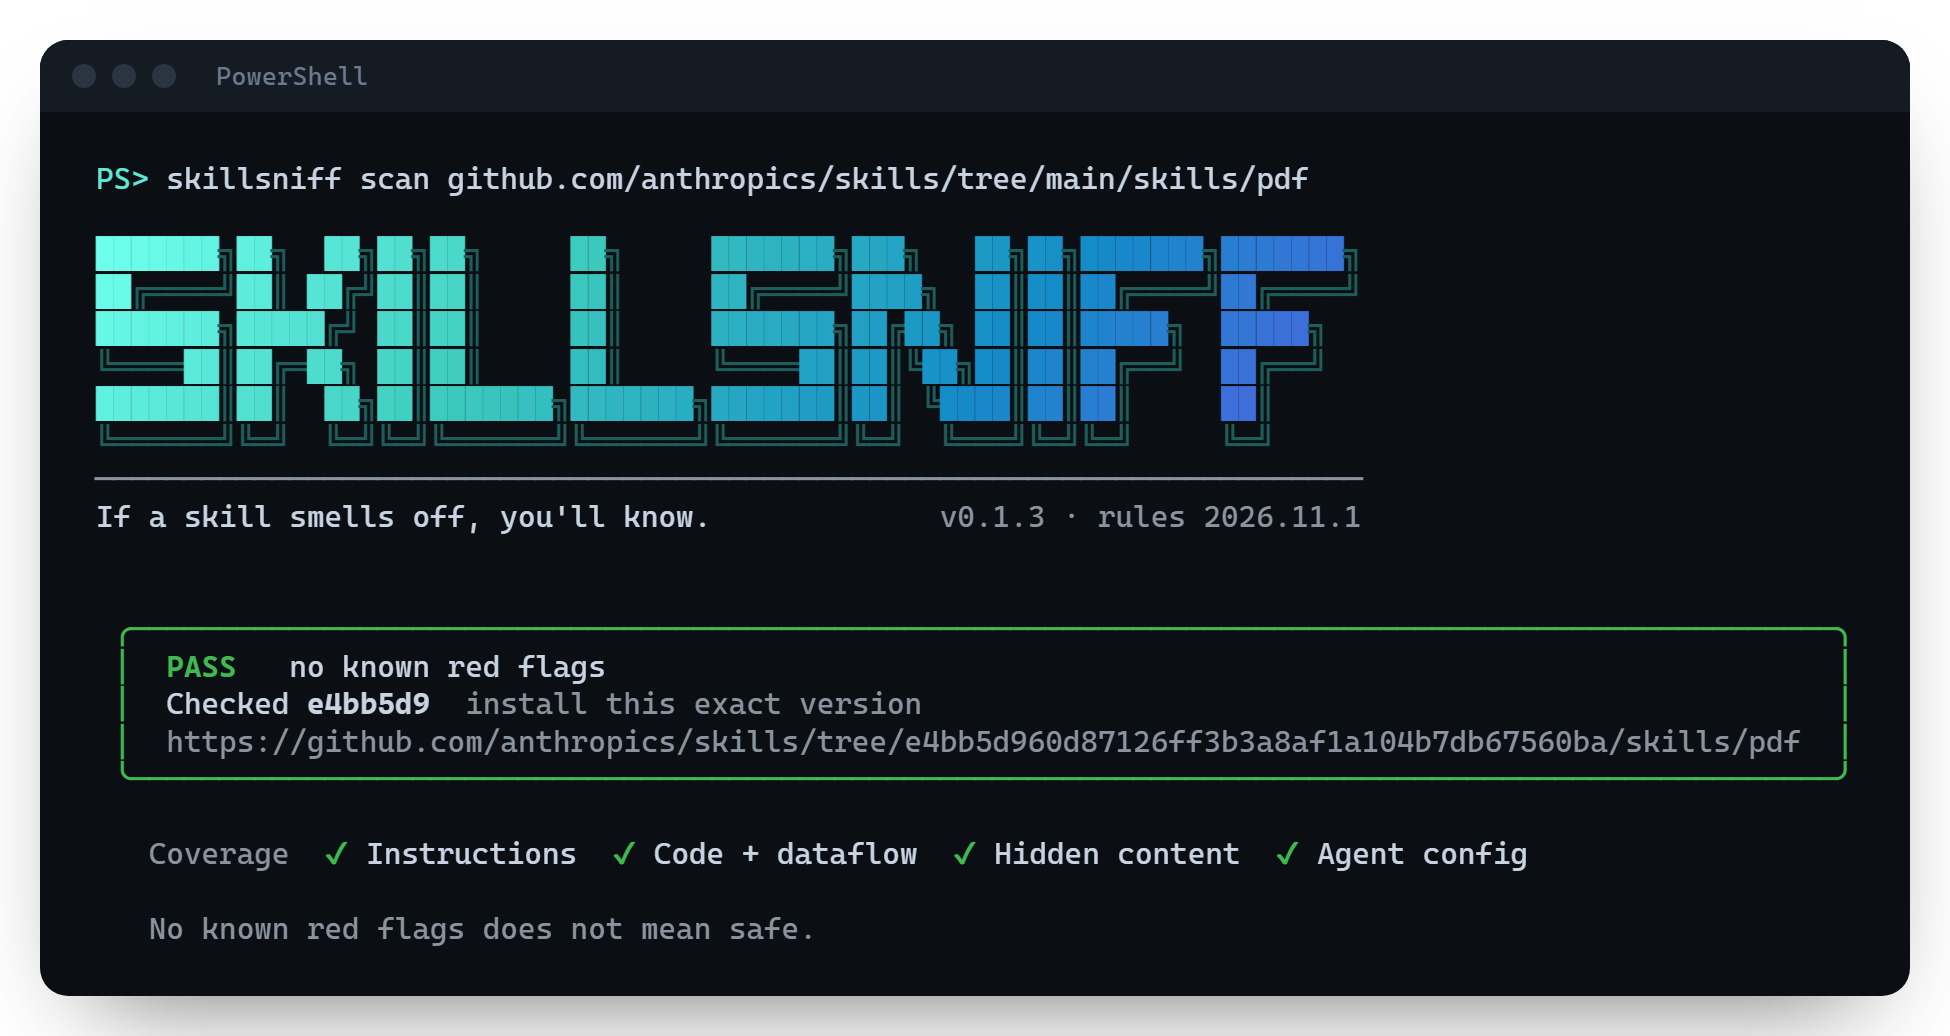 PowerShell
PS> skillsniff scan github.com/anthropics/skills/tree/main/skills/pdf
SKILLSNIFF
If a skill smells off, you'll know. v0.1.3 · rules 2026.11.1
PASS no known red flags
Checked e4bb5d9 install this exact version
https://github.com/anthropics/skills/tree/e4bb5d960d87126ff3b3a8af1a104b7db67560ba/skills/pdf
Coverage ✓ Instructions ✓ Code + dataflow ✓ Hidden content ✓ Agent config
No known red flags does not mean safe.